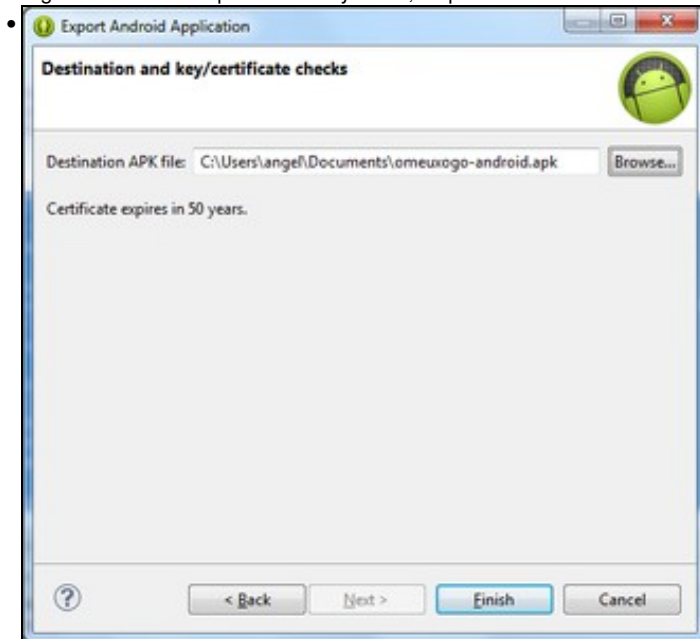 Export Android Application
Destination and key/certificate checks
Destination APK file: C:\Users\angel\Documents\omeuxogo-android.apk Browse...
Certificate expires in 50 years.
< Back Next > Finish Cancel